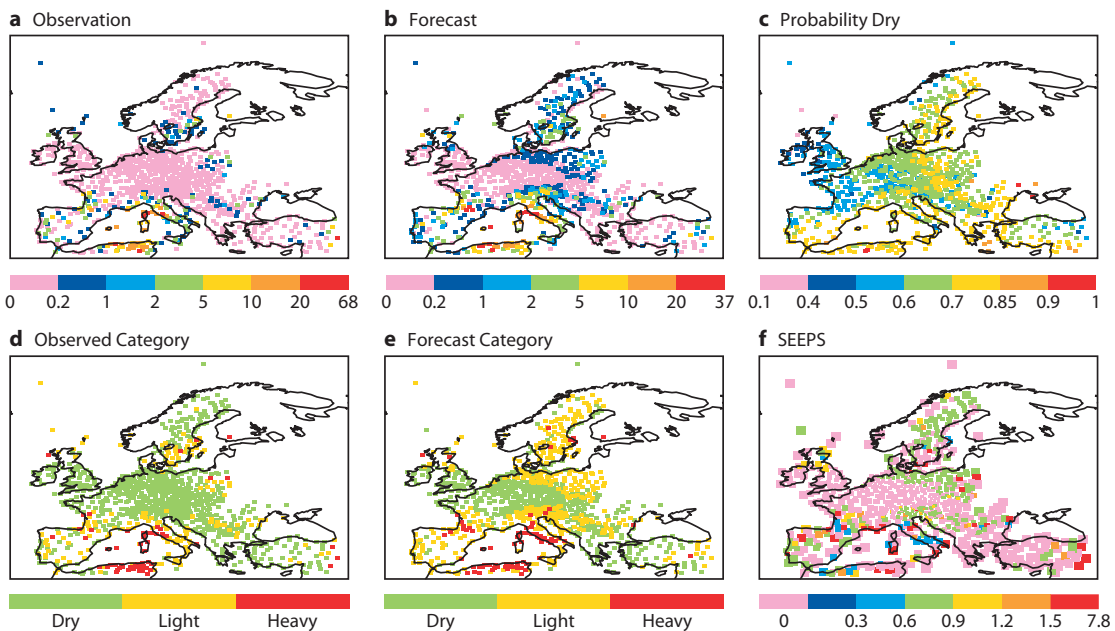 a Observation
b Forecast
c Probability Dry
0 0.2 1 2 5 10 20 68
0 0.2 1 2 5 10 20 37
0.1 0.4 0.5 0.6 0.7 0.85 0.9 1
d Observed Category
e Forecast Category
f SEEPS
Dry Light Heavy
Dry Light Heavy
0 0.3 0.6 0.9 1.2 1.5 7.8